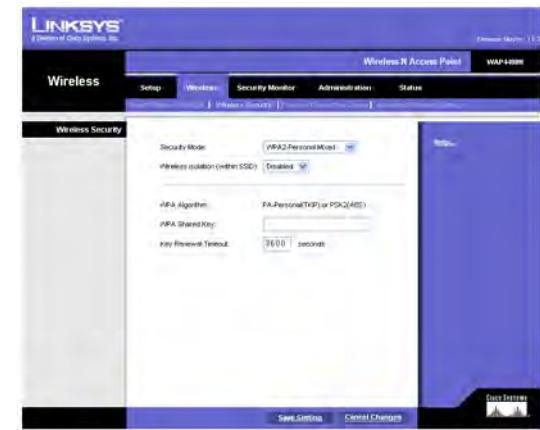 LINKSYS
A Division of Cisco Systems, Inc.
Wireless-N Access Point
WAP4400N
Wireless
Setup
Wireless
Security Monitor
Administration
Status
Wireless Security
Wireless Security
Security Mode:
WPA2-Personal Mixed
Wireless Isolation (within SSID):
Disabled
WPA Algorithm:
PA-Personal(TKIP) or PSK2(AES)
WPA Shared Key:
Key Renewal Timeout:
3600 seconds
Help...
Save Setting
Cancel Changes
Cisco Systems